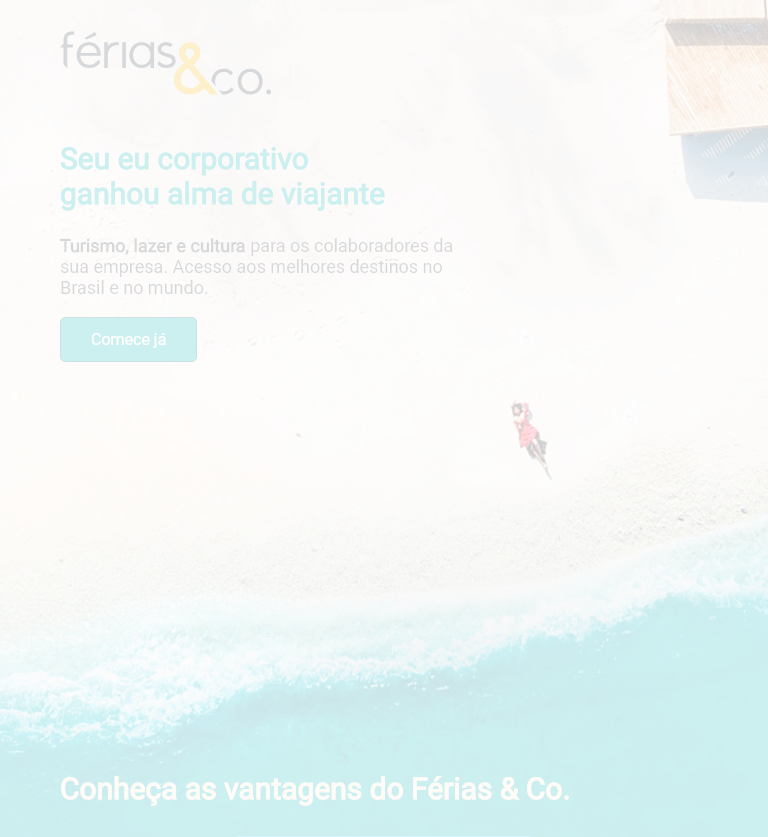 férias&co.
Seu eu corporativo
ganhou alma de viajante
Turismo, lazer e cultura para os colaboradores da
sua empresa. Acesso aos melhores destinos no
Brasil e no mundo.
Comece já
Conheça as vantagens do Férias & Co.